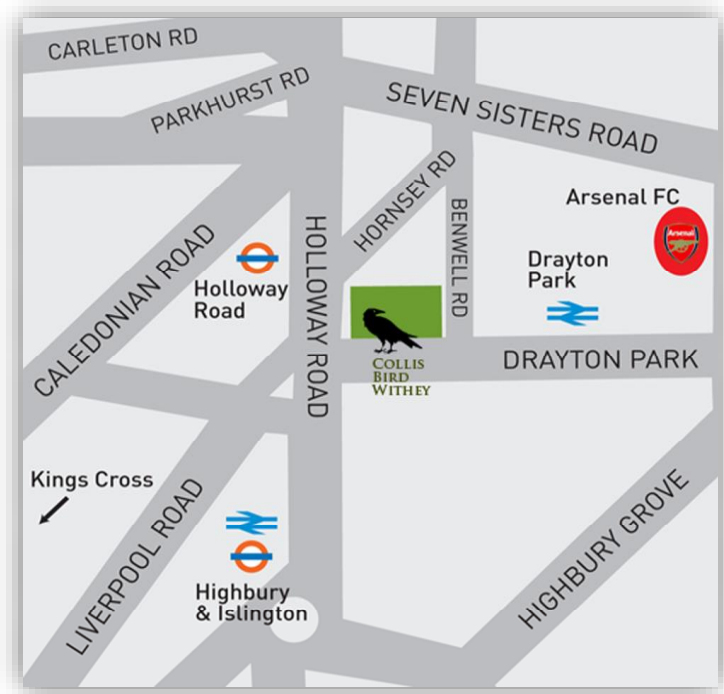 CARLETON RD
PARKHURST RD
SEVEN SISTERS ROAD
HORNSEY RD
Arsenal FC
Arsenal
BENWELL RD
HOLLOWAY ROAD
CALEDONIAN ROAD
Holloway
Road
Drayton
Park
DRAYTON PARK
COLLIS
BIRD
WITHEY
Kings Cross
LIVERPOOL ROAD
HIGHBURY GROVE
Highbury
& Islington